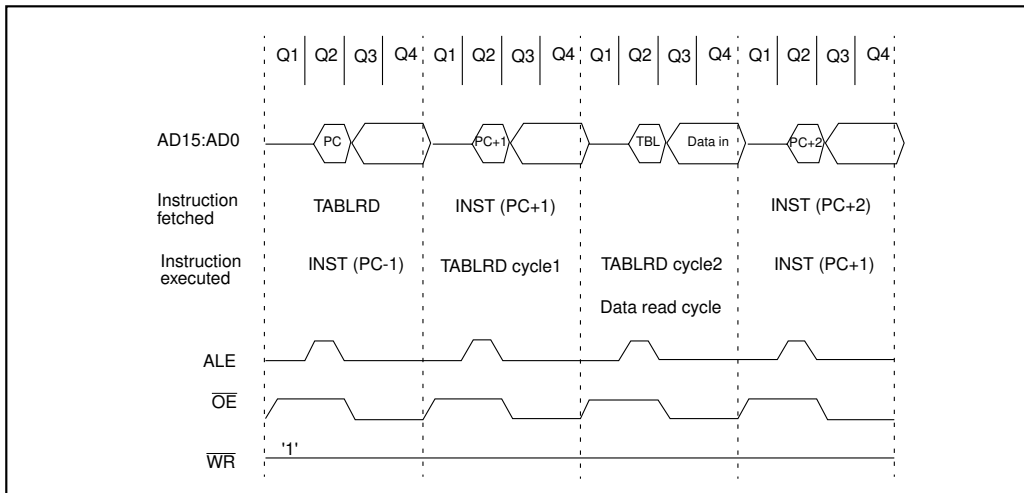 Q1 Q2 Q3 Q4 Q1 Q2 Q3 Q4 Q1 Q2 Q3 Q4 Q1 Q2 Q3 Q4
AD15:AD0 PC PC+1 TBL Data in PC+2
Instruction
fetched TABLRD INST (PC+1) INST (PC+2)
Instruction
executed INST (PC-1) TABLRD cycle1 TABLRD cycle2 INST (PC+1)
Data read cycle
ALE
OE
'1'
WR